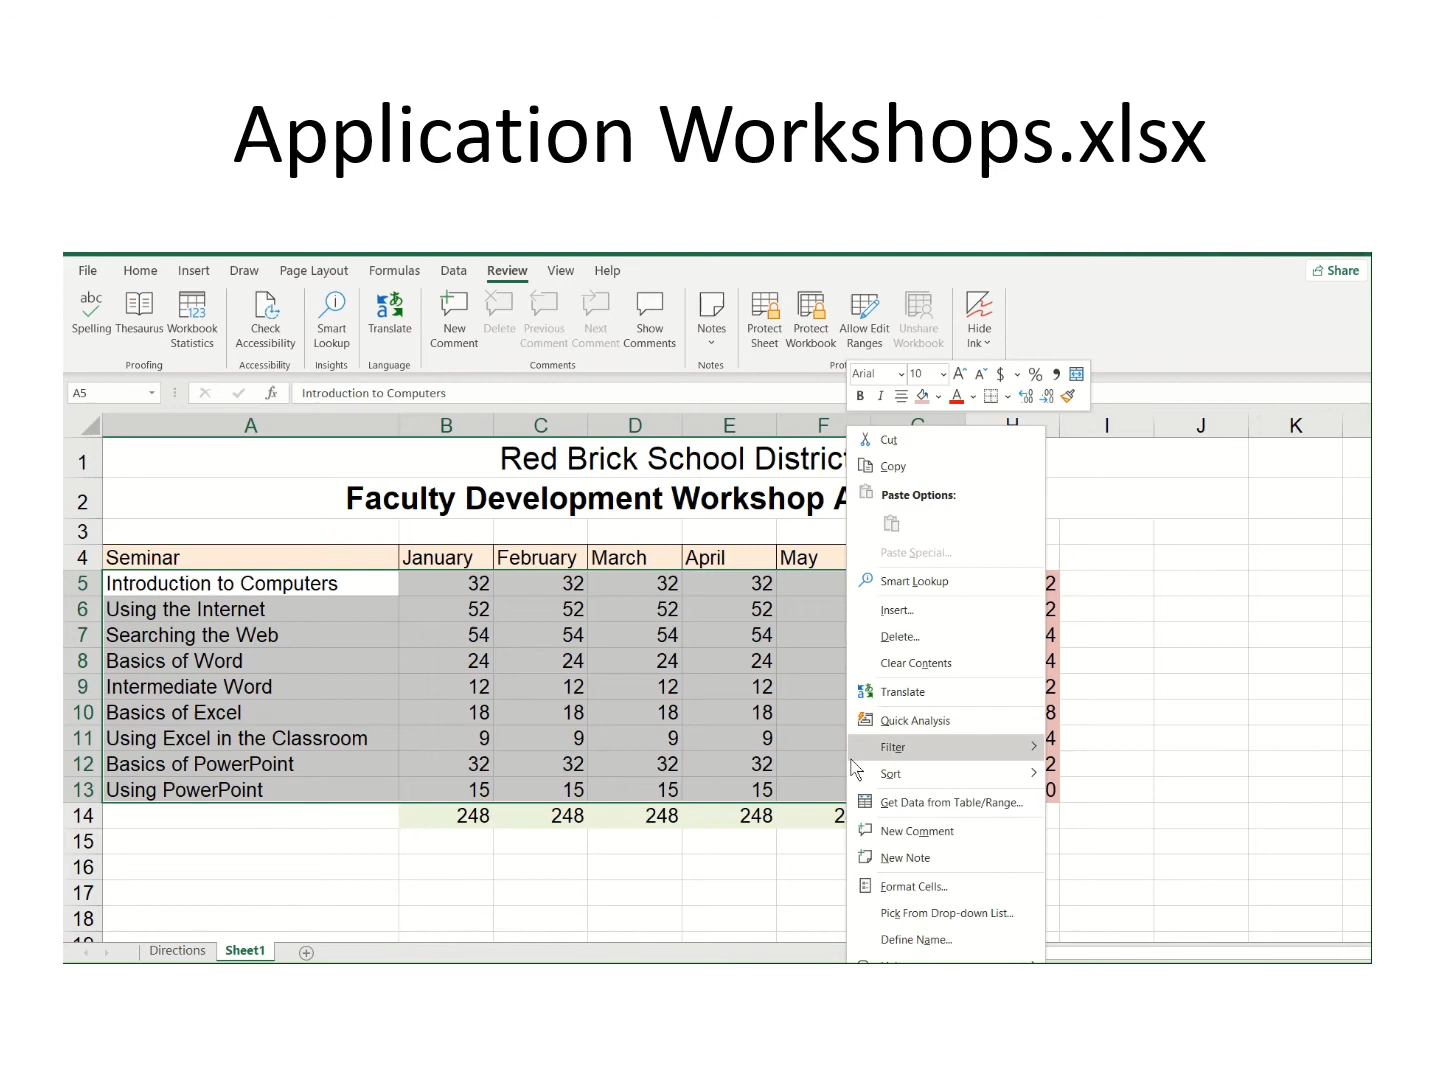 Application Workshops.xlsx
File Home Insert Draw Page Layout Formulas Data Review View Help Share
abc
Spelling Thesaurus Workbook Statistics Check Accessibility Smart Lookup Translate New Comment Delete Previous Comment Next Comment Show Comments Notes Protect Sheet Protect Workbook Allow Edit Ranges Unshare Workbook Hide Ink
Proofing Accessibility Insights Language Comments Notes
Arial 10 A A $ % ,
B I A
A5 fx Introduction to Computers
A B C D E F H I J K
1 Red Brick School District
2 Faculty Development Workshop
3
4 Seminar January February March April May
5 Introduction to Computers 32 32 32 32 2
6 Using the Internet 52 52 52 52 2
7 Searching the Web 54 54 54 54 4
8 Basics of Word 24 24 24 24 4
9 Intermediate Word 12 12 12 12 2
10 Basics of Excel 18 18 18 18 8
11 Using Excel in the Classroom 9 9 9 9 4
12 Basics of PowerPoint 32 32 32 32 2
13 Using PowerPoint 15 15 15 15 0
14 248 248 248 248 2
15
16
17
18
Cut
Copy
Paste Options:
Paste Special...
Smart Lookup
Insert...
Delete...
Clear Contents
Translate
Quick Analysis
Filter
Sort
Get Data from Table/Range...
New Comment
New Note
Format Cells...
Pick From Drop-down List...
Define Name...
Directions Sheet1